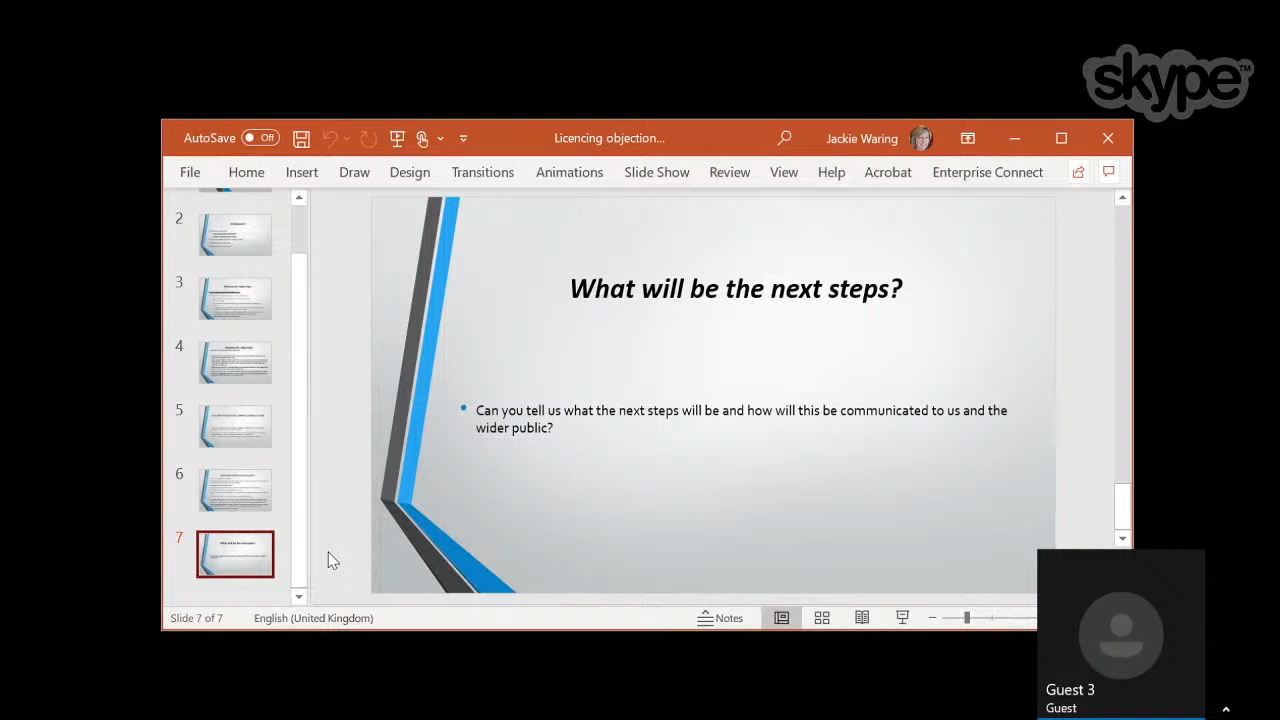 skype™
AutoSave Off Licencing objection... Jackie Waring
File Home Insert Draw Design Transitions Animations Slide Show Review View Help Acrobat Enterprise Connect
2
3
4
5
6
7
What will be the next steps?
Can you tell us what the next steps will be and how will this be communicated to us and the
wider public?
Slide 7 of 7 English (United Kingdom) Notes
Guest 3
Guest